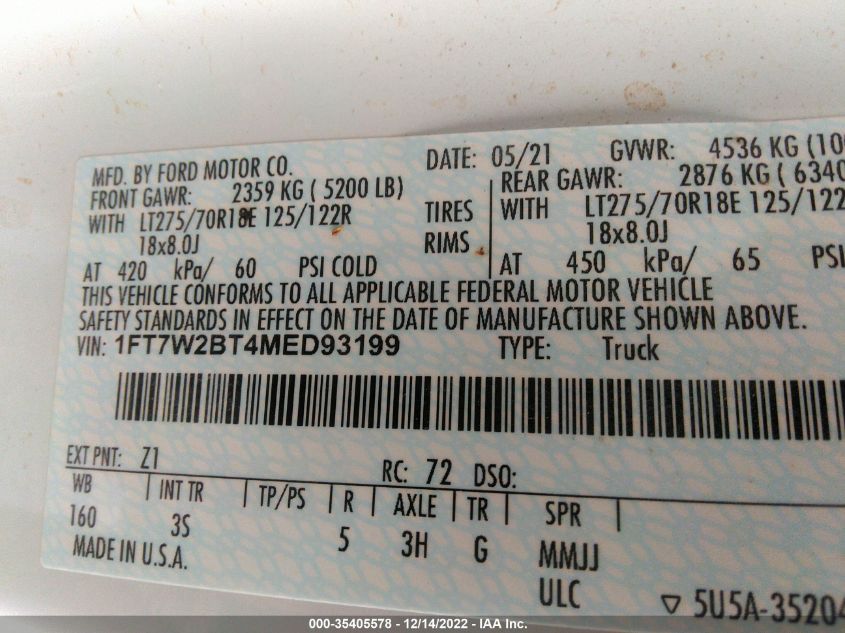 MFD. BY FORD MOTOR CO. DATE: 05/21 GVWR: 4536 KG (10
FRONT GAWR: 2359 KG ( 5200 LB) REAR GAWR: 2876 KG ( 6340
WITH LT275/70R18E 125/122R TIRES WITH LT275/70R18E 125/122
18x8.0J RIMS 18x8.0J
AT 420 kPa/ 60 PSI COLD AT 450 kPa/ 65 PSI
THIS VEHICLE CONFORMS TO ALL APPLICABLE FEDERAL MOTOR VEHICLE
SAFETY STANDARDS IN EFFECT ON THE DATE OF MANUFACTURE SHOWN ABOVE.
VIN: 1FT7W2BT4MED93199 TYPE: Truck
EXT PNT: Z1 RC: 72 DSO:
WB INT TR TP/PS R AXLE TR SPR
160 3S 5 3H G MMJJ
MADE IN U.S.A. ULC
▽ 5U5A-35204
000-35405578 - 12/14/2022 - IAA Inc.